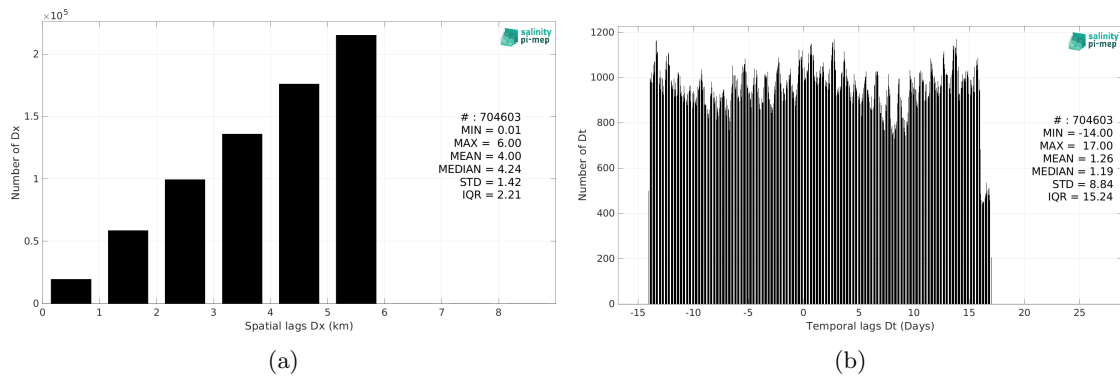 ×10⁵
2
1.5
1
0.5
0
Number of Dx
0 1 2 3 4 5 6 7 8
Spatial lags Dx (km)
salinity
pi-mep
# : 704603
MIN = 0.01
MAX = 6.00
MEAN = 4.00
MEDIAN = 4.24
STD = 1.42
IQR = 2.21
(a)
1200
1000
800
600
400
200
0
Number of Dt
-15 -10 -5 0 5 10 15 20 25
Temporal lags Dt (Days)
salinity
pi-mep
# : 704603
MIN = -14.00
MAX = 17.00
MEAN = 1.26
MEDIAN = 1.19
STD = 8.84
IQR = 15.24
(b)